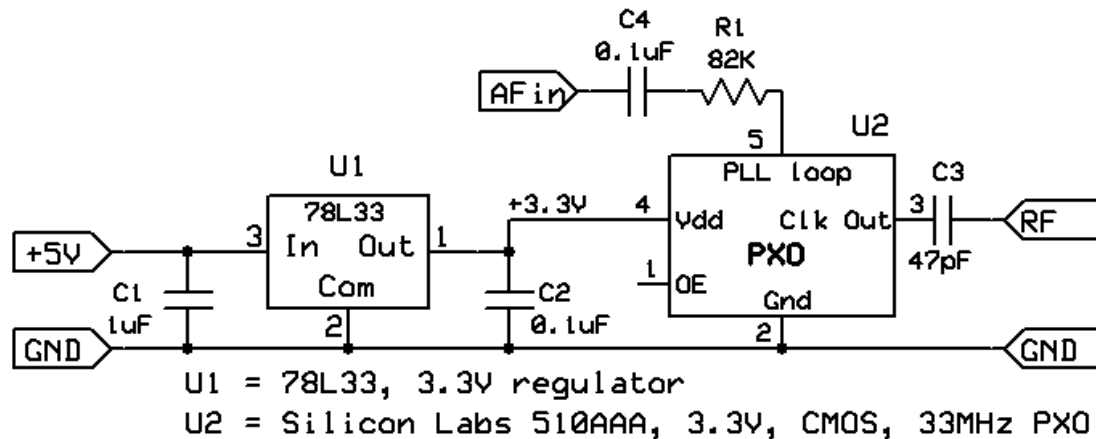 C4
0.1uF
R1
82K
AFin
5
U2
PLL loop
C3
U1
78L33
+3.3V
4
Vdd
Clk Out
3
RF
+5V
3
In
Out
1
PXO
47pF
1
OE
C1
1uF
Com
C2
0.1uF
Gnd
2
2
GND
GND
U1 = 78L33, 3.3V regulator
U2 = Silicon Labs 510AAA, 3.3V, CMOS, 33MHz PXO